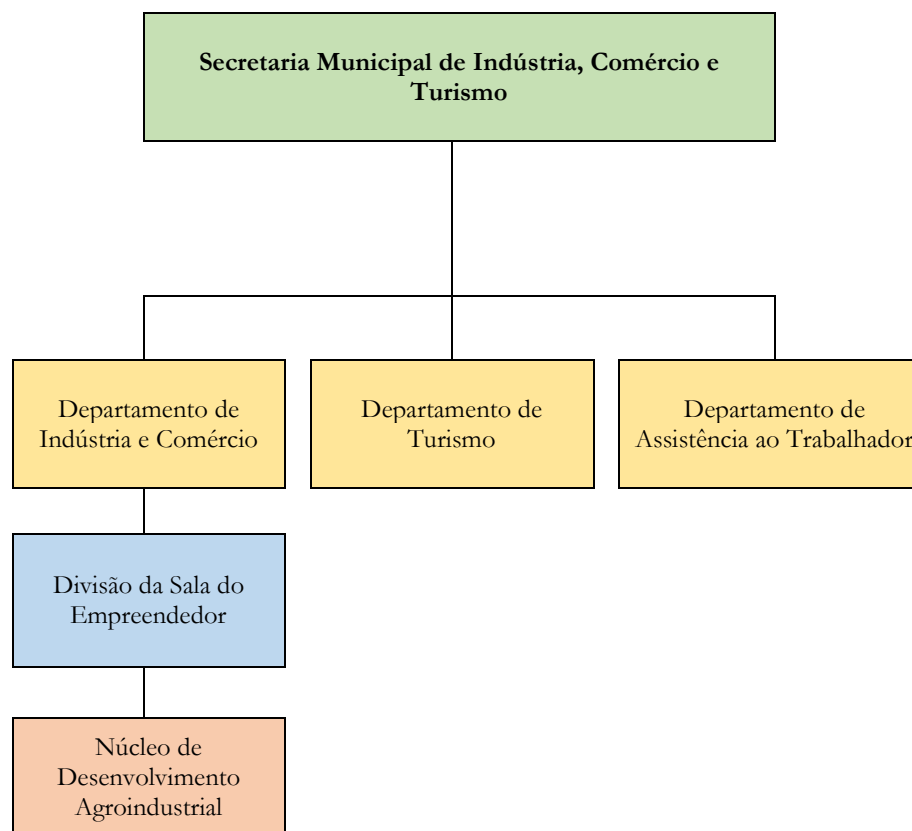 Secretaria Municipal de Indústria, Comércio e
Turismo
Departamento de
Indústria e Comércio
Departamento de
Turismo
Departamento de
Assistência ao Trabalhador
Divisão da Sala do
Empreendedor
Núcleo de
Desenvolvimento
Agroindustrial